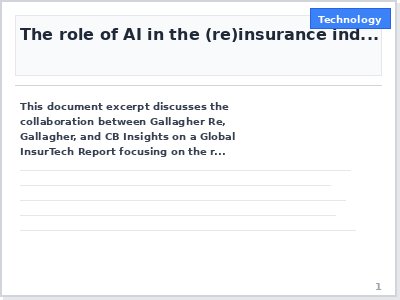 Technology
The role of AI in the (re)insurance ind...
This document excerpt discusses the
collaboration between Gallagher Re,
Gallagher, and CB Insights on a Global
InsurTech Report focusing on the r...
1